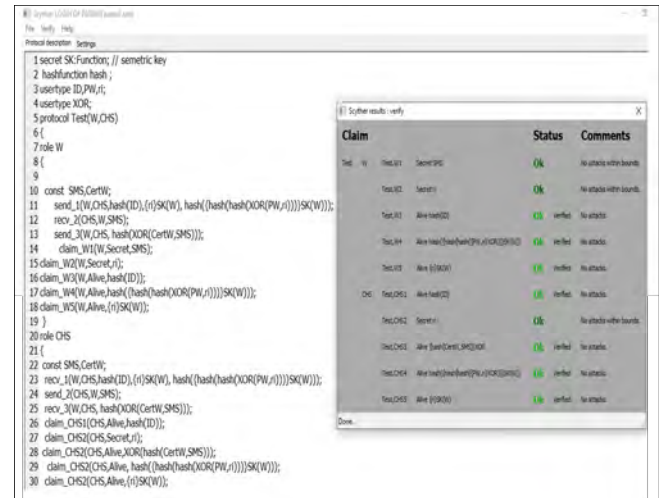 Scyther
File Verify Help
Protocol description Settings
1 secret SK:Function; // semetric key
2 hashfunction hash ;
3 usertype ID,PW,ri;
4 usertype XOR;
5 protocol Test(W,CHS)
6 {
7 role W
8 {
9
10 const SMS,CertW;
11 send_1(W,CHS,hash(ID),{ri}SK(W), hash({hash(hash(XOR(PW,ri))))SK(W)));
12 recv_2(CHS,W,SMS);
13 send_3(W,CHS, hash(XOR(CertW,SMS)));
14 claim_W1(W,Secret,SMS);
15 claim_W2(W,Secret,ri);
16 claim_W3(W,Alive,hash(ID));
17 claim_W4(W,Alive,hash({hash(hash(XOR(PW,ri))))SK(W)));
18 claim_W5(W,Alive,{ri}SK(W));
19 }
20 role CHS
21 {
22 const SMS,CertW;
23 recv_1(W,CHS,hash(ID),{ri}SK(W), hash({hash(hash(XOR(PW,ri))))SK(W)));
24 send_2(CHS,W,SMS);
25 recv_3(W,CHS, hash(XOR(CertW,SMS)));
26 claim_CHS1(CHS,Alive,hash(ID));
27 claim_CHS2(CHS,Secret,ri);
28 claim_CHS2(CHS,Alive,XOR(hash(CertW,SMS)));
29 claim_CHS2(CHS,Alive, hash({hash(hash(XOR(PW,ri))))SK(W)));
30 claim_CHS2(CHS,Alive,{ri}SK(W));
Scyther results : verify X
Claim Status Comments
Test W Test,W1 Secret SMS Ok No attacks within bounds.
Test,W2 Secret ri Ok No attacks within bounds.
Test,W3 Alive hash(ID) Ok Verified No attacks.
Test,W4 Alive Ok Verified No attacks.
Test,W5 Alive {ri}SK(W) Ok Verified No attacks.
CHS Test,CHS1 Alive hash(ID) Ok Verified No attacks.
Test,CHS2 Secret ri Ok No attacks within bounds.
Test,CHS3 Alive Ok Verified No attacks.
Test,CHS4 Alive Ok Verified No attacks.
Test,CHS5 Alive {ri}SK(W) Ok Verified No attacks.
Done.